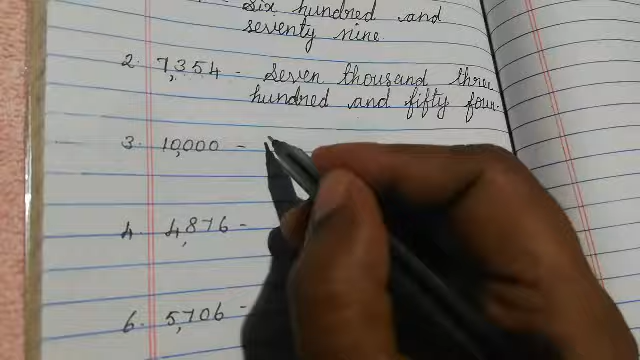 six hundred and
seventy nine
2. 7,354 - Seven thousand three
hundred and fifty four.
3. 10,000 -
4. 4,876 -
6. 5,706 -